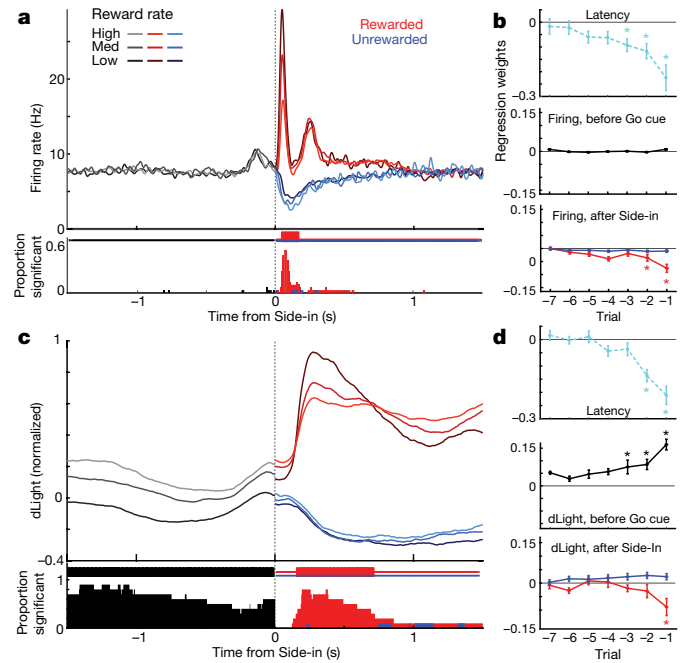 a
Reward rate
High
Med
Low
Rewarded
Unrewarded
Firing rate (Hz)
20
10
0
Proportion significant
0.6
0
−1
0
1
Time from Side-in (s)
b
Regression weights
Latency
0
−0.3
Firing, before Go cue
0.15
0
−0.15
Firing, after Side-in
0.15
0
−0.15
* * *
* *
−7 −6 −5 −4 −3 −2 −1
Trial
c
dLight (normalized)
1
0
−0.4
Proportion significant
1
0
−1
0
1
Time from Side-in (s)
d
0
−0.3
* *
Latency
0.15
0
* * *
dLight, before Go cue
dLight, after Side-In
0.15
0
−0.15
*
−7 −6 −5 −4 −3 −2 −1
Trial